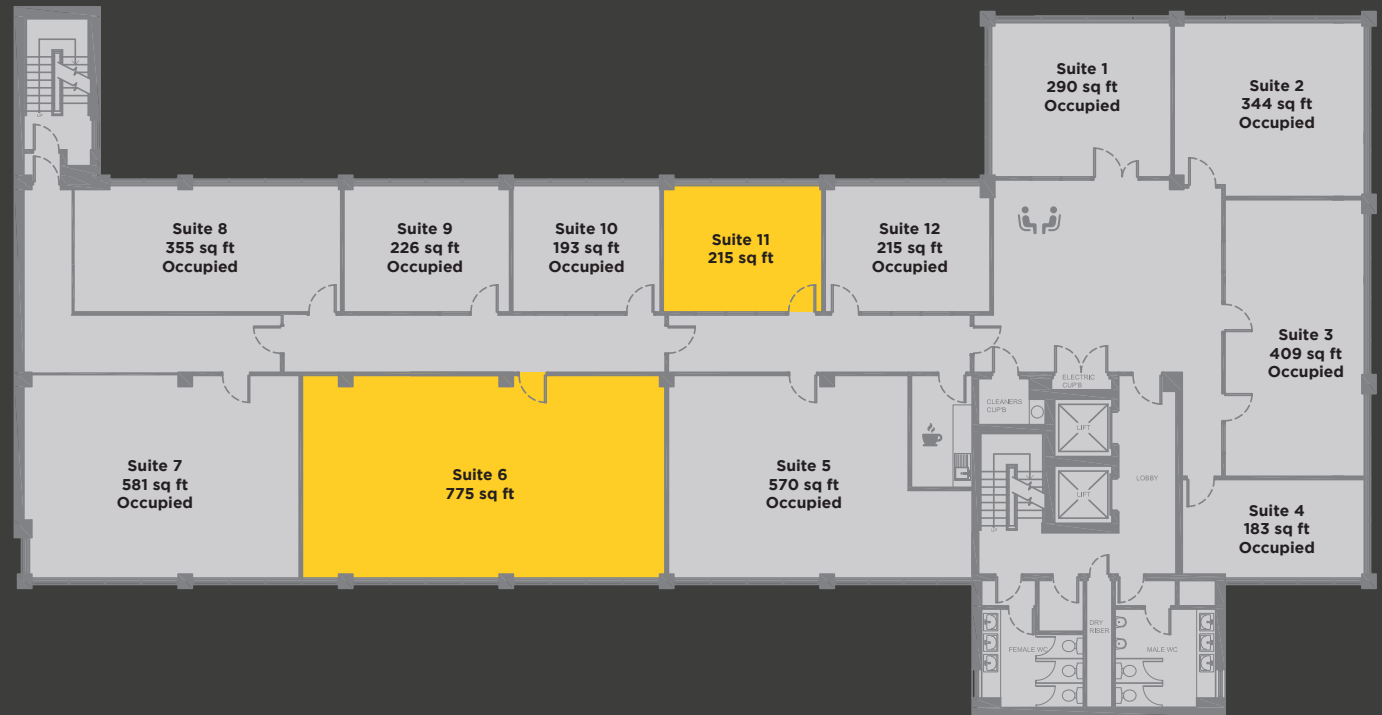 Suite 1
290 sq ft
Occupied
Suite 2
344 sq ft
Occupied
Suite 8
355 sq ft
Occupied
Suite 9
226 sq ft
Occupied
Suite 10
193 sq ft
Occupied
Suite 11
215 sq ft
Suite 12
215 sq ft
Occupied
Suite 3
409 sq ft
Occupied
ELECTRIC
CUP'B
CLEANERS
CUP'B
LIFT
Suite 7
581 sq ft
Occupied
Suite 6
775 sq ft
Suite 5
570 sq ft
Occupied
LIFT
LOBBY
Suite 4
183 sq ft
Occupied
DRY
RISER
FEMALE WC
MALE WC